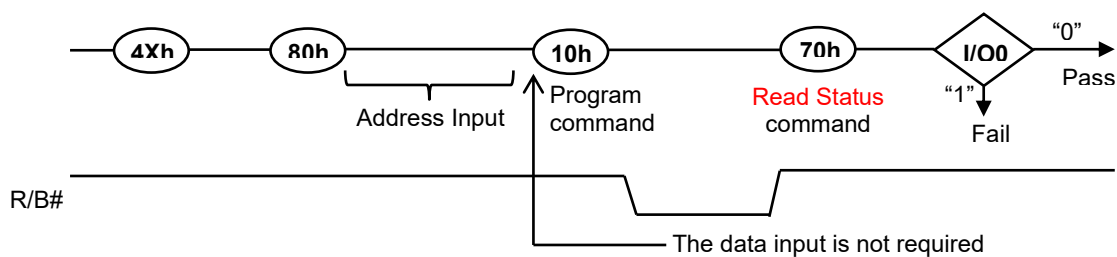 4Xh
80h
10h
70h
I/O0
“0”
Pass
“1”
Fail
Address Input
Program
command
Read Status
command
R/B#
The data input is not required